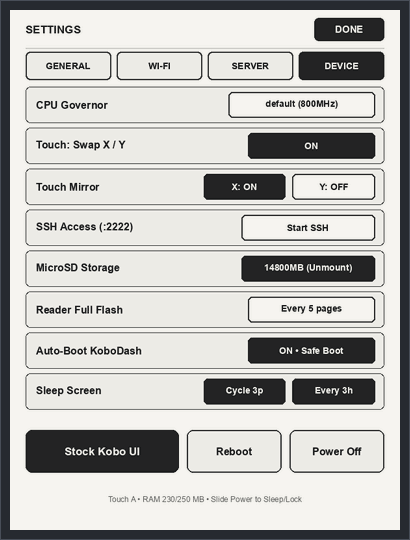 SETTINGS DONE
GENERAL WI-FI SERVER DEVICE
CPU Governor default (800MHz)
Touch: Swap X / Y ON
Touch Mirror X: ON Y: OFF
SSH Access (:2222) Start SSH
MicroSD Storage 14800MB (Unmount)
Reader Full Flash Every 5 pages
Auto-Boot KoboDash ON • Safe Boot
Sleep Screen Cycle 3p Every 3h
Stock Kobo UI Reboot Power Off
Touch A • RAM 230/250 MB • Slide Power to Sleep/Lock